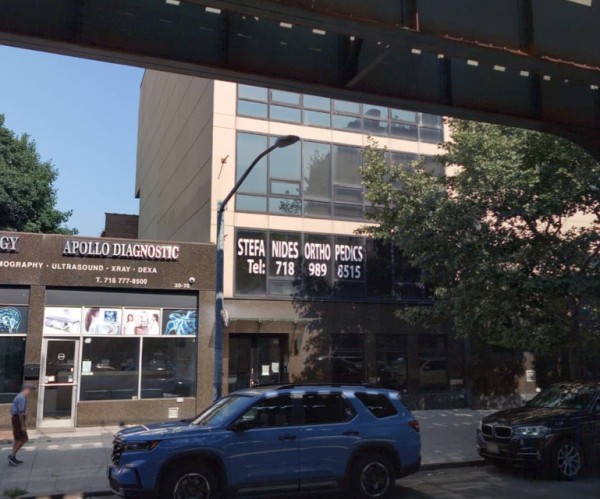 GY
APOLLO DIAGNOSTIC
MOGRAPHY · ULTRASOUND · XRAY · DEXA
T. 718 777-8500
STEFA NIDES ORTHO PEDICS
Tel: 718 989 8515